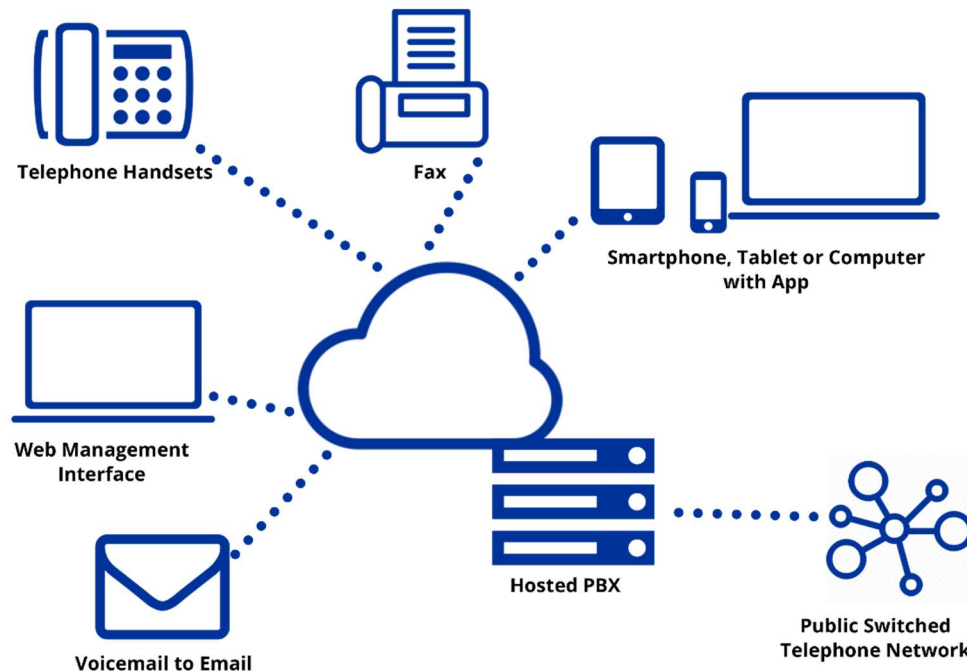 Telephone Handsets
Fax
Smartphone, Tablet or Computer
with App
Web Management
Interface
Hosted PBX
Voicemail to Email
Public Switched
Telephone Network